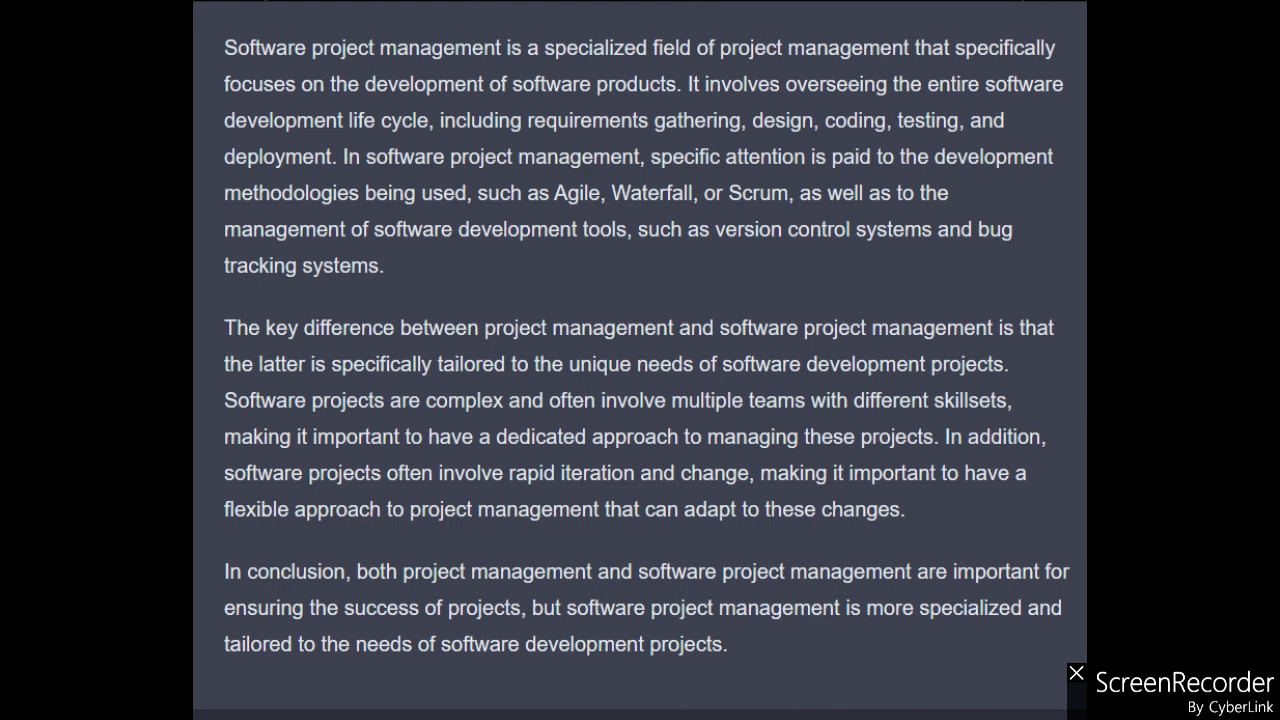 Software project management is a specialized field of project management that specifically
focuses on the development of software products. It involves overseeing the entire software
development life cycle, including requirements gathering, design, coding, testing, and
deployment. In software project management, specific attention is paid to the development
methodologies being used, such as Agile, Waterfall, or Scrum, as well as to the
management of software development tools, such as version control systems and bug
tracking systems.
The key difference between project management and software project management is that
the latter is specifically tailored to the unique needs of software development projects.
Software projects are complex and often involve multiple teams with different skillsets,
making it important to have a dedicated approach to managing these projects. In addition,
software projects often involve rapid iteration and change, making it important to have a
flexible approach to project management that can adapt to these changes.
In conclusion, both project management and software project management are important for
ensuring the success of projects, but software project management is more specialized and
tailored to the needs of software development projects.
ScreenRecorder
By CyberLink